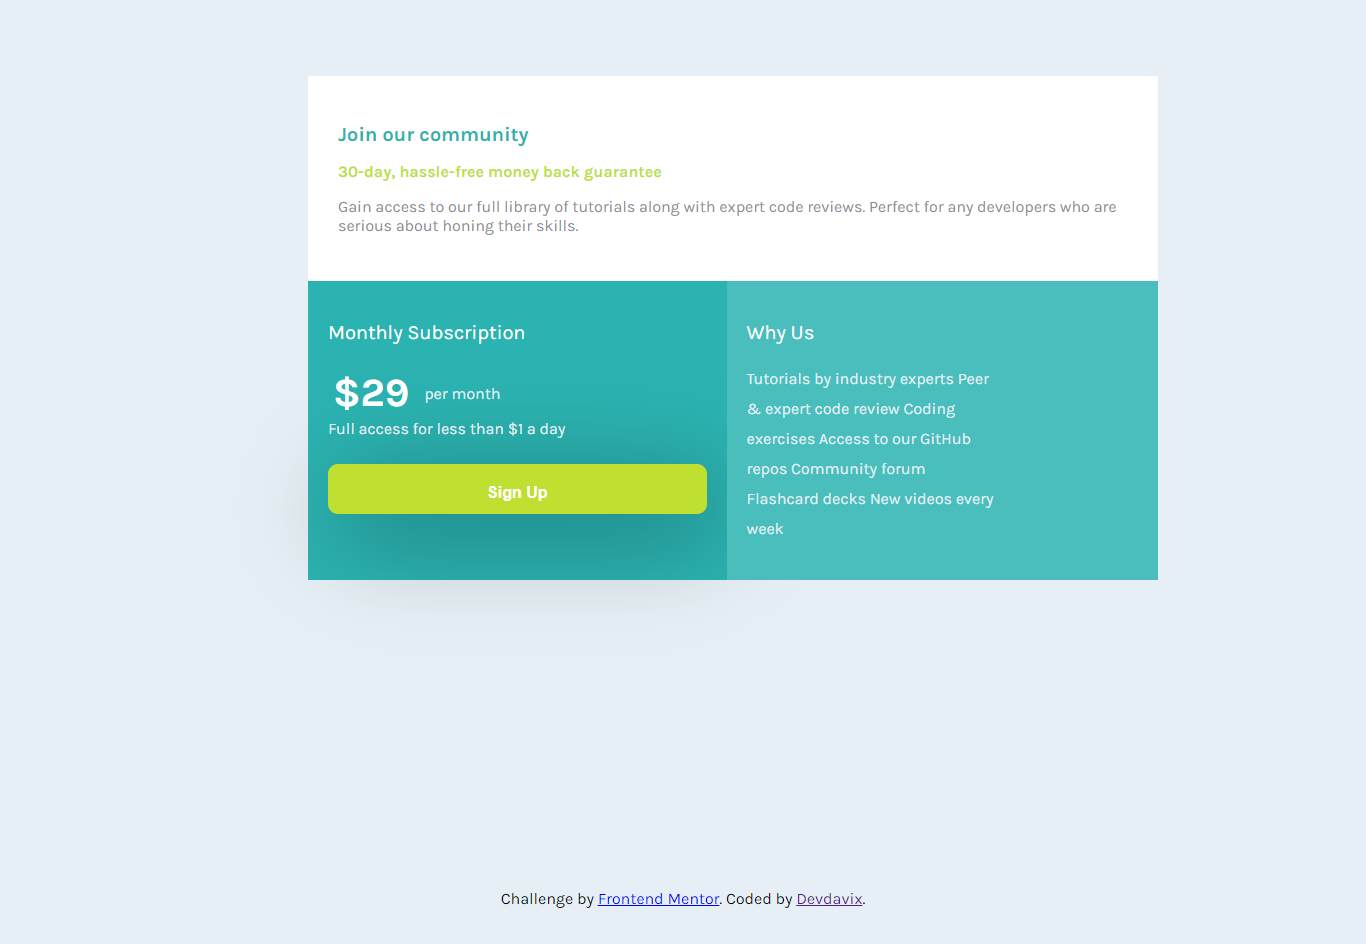 Join our community
30-day, hassle-free money back guarantee
Gain access to our full library of tutorials along with expert code reviews. Perfect for any developers who are
serious about honing their skills.
Monthly Subscription
$29 per month
Full access for less than $1 a day
Sign Up
Why Us
Tutorials by industry experts Peer
& expert code review Coding
exercises Access to our GitHub
repos Community forum
Flashcard decks New videos every
week
Challenge by Frontend Mentor. Coded by Devdavix.